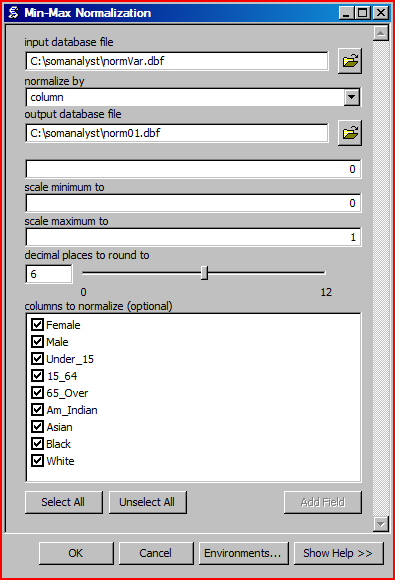 Min-Max Normalization
input database file
C:\somanalyst\normVar.dbf
normalize by
column
output database file
C:\somanalyst\norm01.dbf
0
scale minimum to
0
scale maximum to
1
decimal places to round to
6
0 12
columns to normalize (optional)
Female
Male
Under_15
15_64
65_Over
Am_Indian
Asian
Black
White
Select All Unselect All Add Field
OK Cancel Environments... Show Help >>